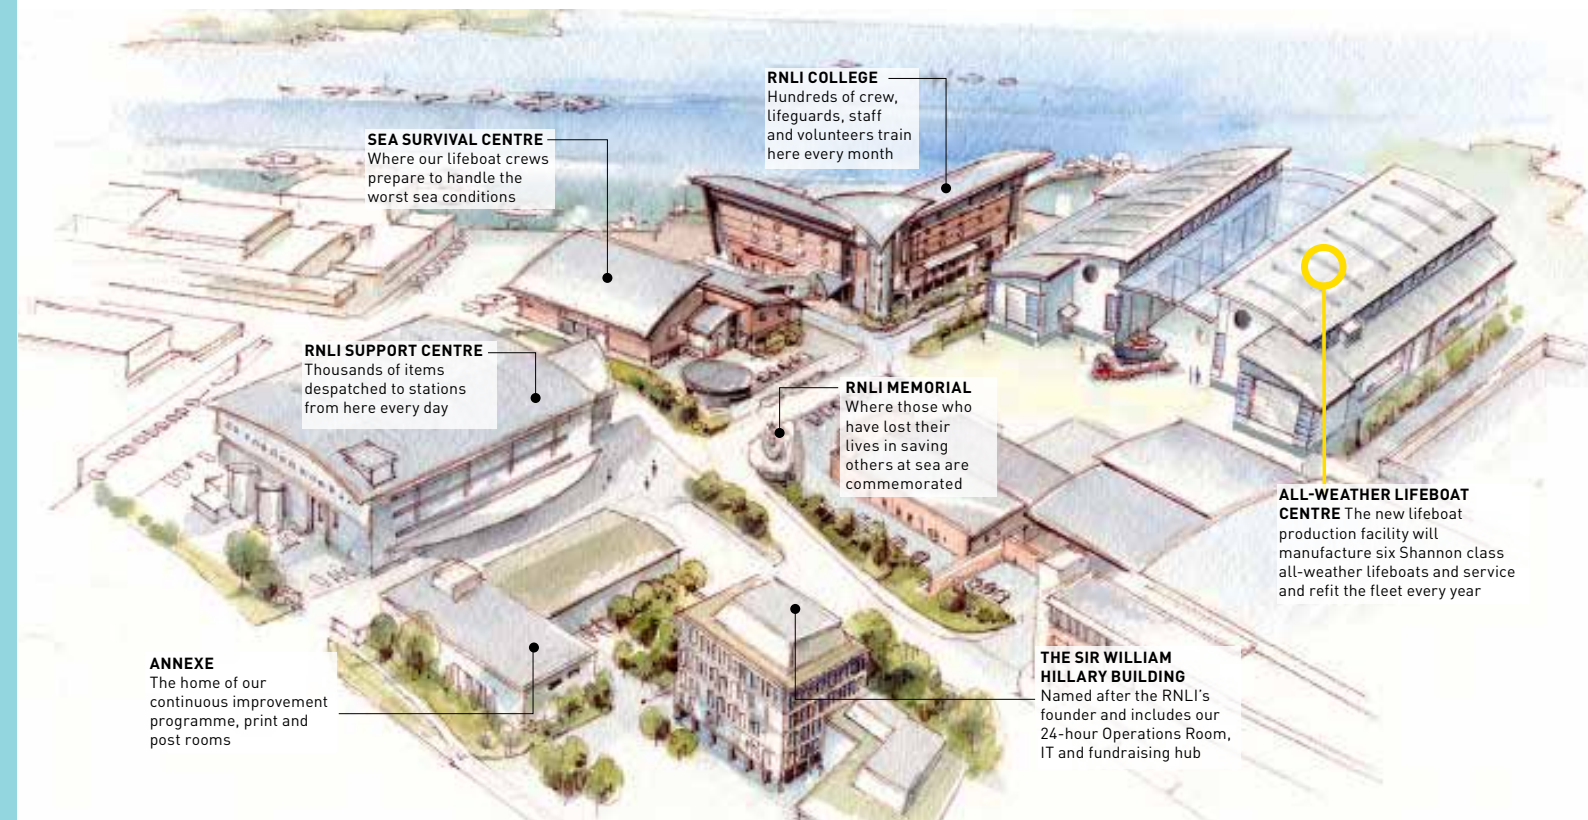 RNLI COLLEGE
Hundreds of crew,
lifeguards, staff
and volunteers train
here every month
SEA SURVIVAL CENTRE
Where our lifeboat crews
prepare to handle the
worst sea conditions
RNLI SUPPORT CENTRE
Thousands of items
despatched to stations
from here every day
RNLI MEMORIAL
Where those who
have lost their
lives in saving
others at sea are
commemorated
ALL-WEATHER LIFEBOAT
CENTRE The new lifeboat
production facility will
manufacture six Shannon class
all-weather lifeboats and service
and refit the fleet every year
ANNEXE
The home of our
continuous improvement
programme, print and
post rooms
THE SIR WILLIAM
HILLARY BUILDING
Named after the RNLI’s
founder and includes our
24-hour Operations Room,
IT and fundraising hub